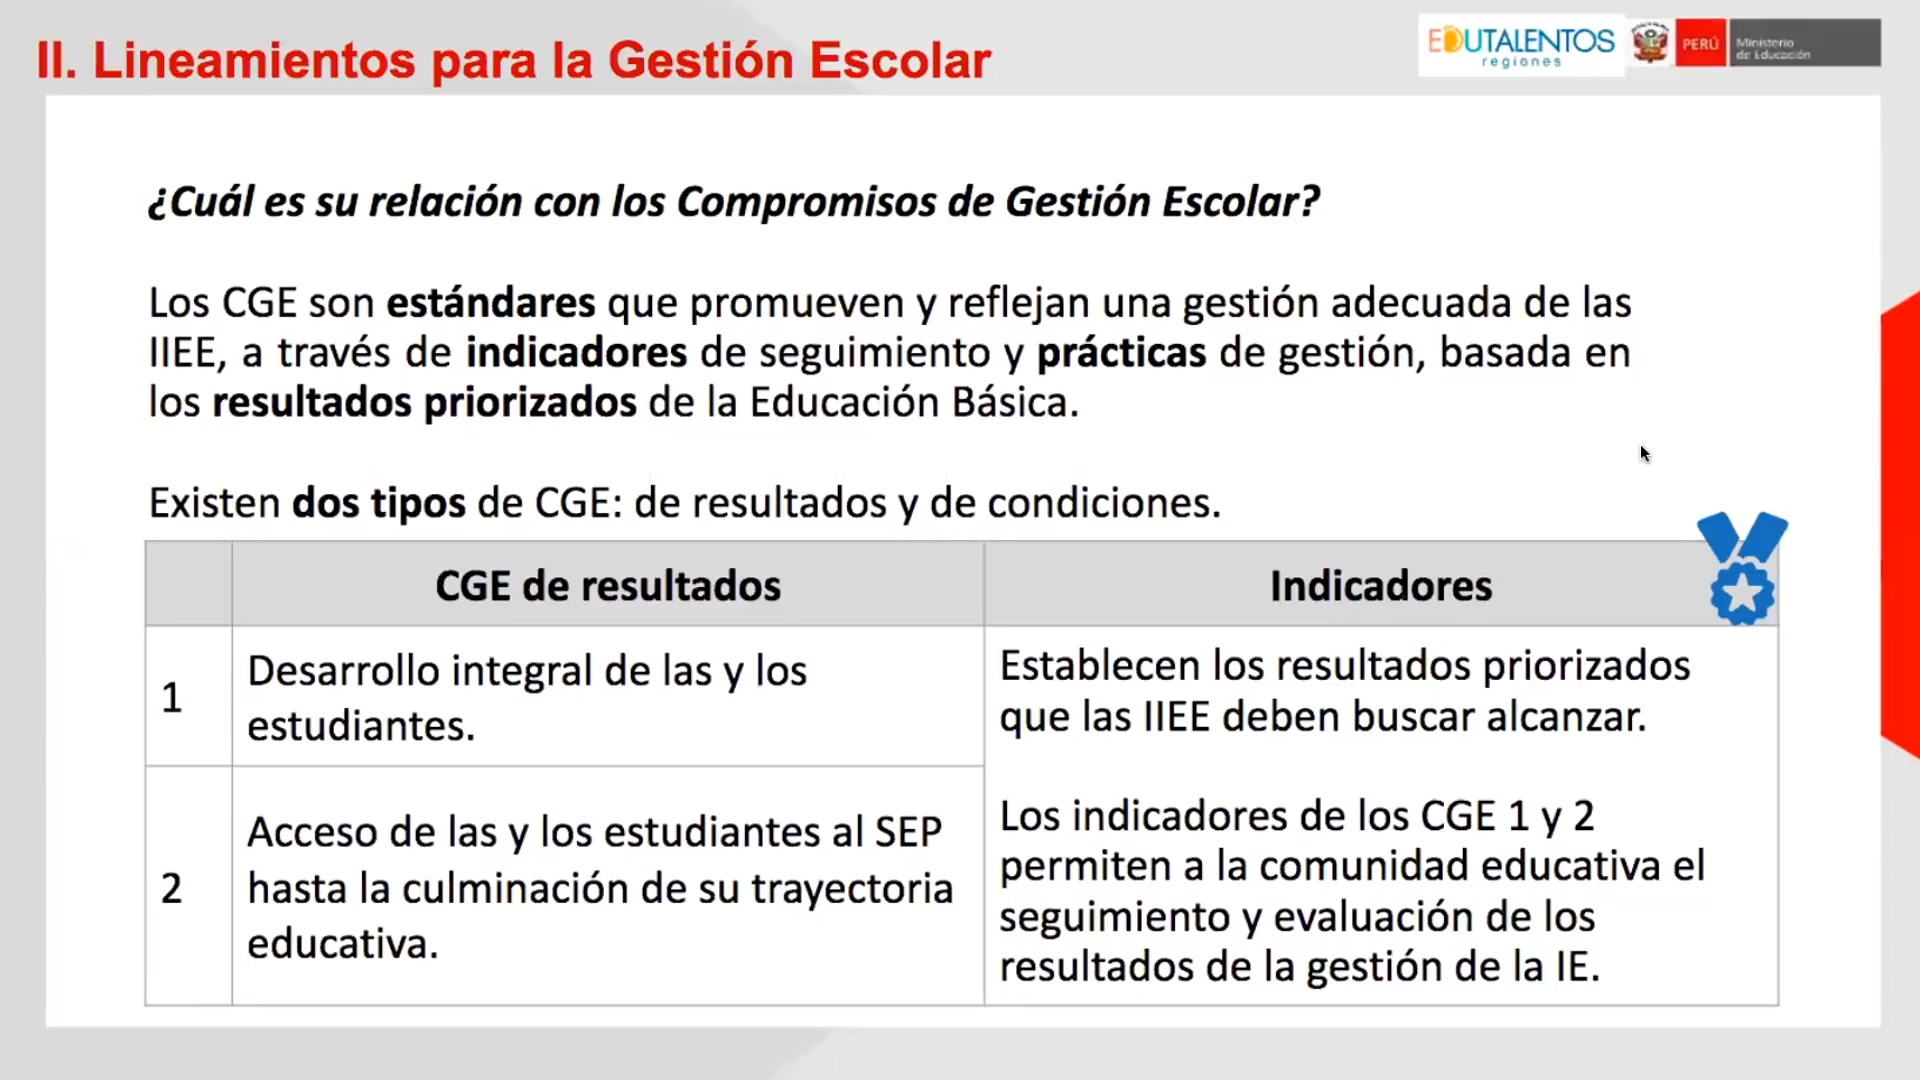 II. Lineamientos para la Gestión Escolar
EDUTALENTOS
regiones
PERÚ
Ministerio
de Educación
¿Cuál es su relación con los Compromisos de Gestión Escolar?
Los CGE son estándares que promueven y reflejan una gestión adecuada de las
IIEE, a través de indicadores de seguimiento y prácticas de gestión, basada en
los resultados priorizados de la Educación Básica.
Existen dos tipos de CGE: de resultados y de condiciones.
CGE de resultados
Indicadores
1
Desarrollo integral de las y los
estudiantes.
Establecen los resultados priorizados
que las IIEE deben buscar alcanzar.
2
Acceso de las y los estudiantes al SEP
hasta la culminación de su trayectoria
educativa.
Los indicadores de los CGE 1 y 2
permiten a la comunidad educativa el
seguimiento y evaluación de los
resultados de la gestión de la IE.